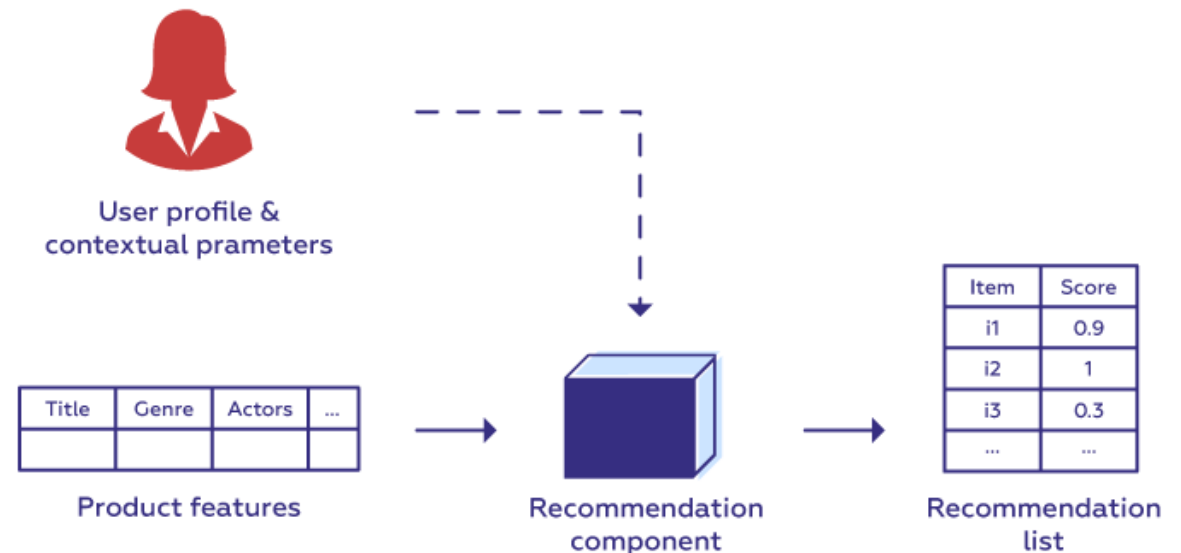 User profile &
contextual prameters
Title Genre Actors ...
Product features
Recommendation
component
Item Score
i1 0.9
i2 1
i3 0.3
... ...
Recommendation
list